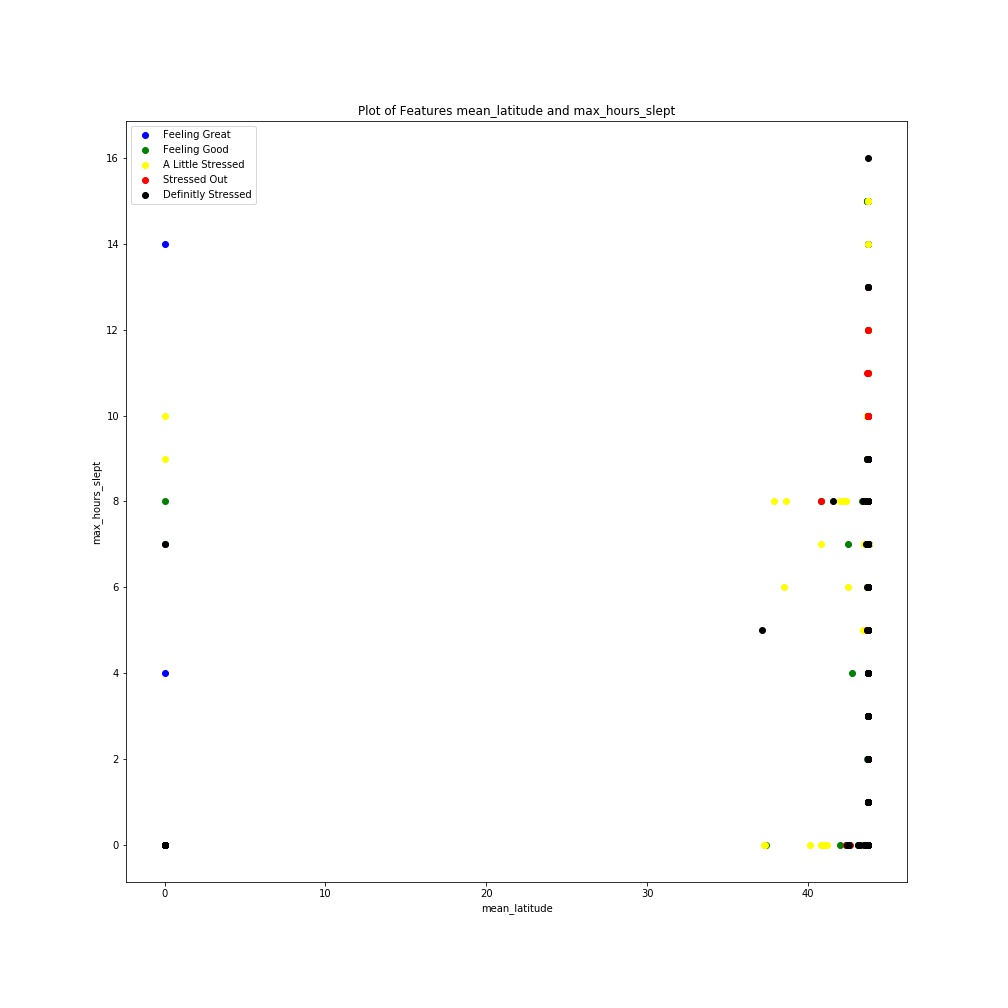 Plot of Features mean_latitude and max_hours_slept
Feeling Great
Feeling Good
A Little Stressed
Stressed Out
Definitly Stressed
max_hours_slept
16
14
12
10
8
6
4
2
0
0 10 20 30 40
mean_latitude